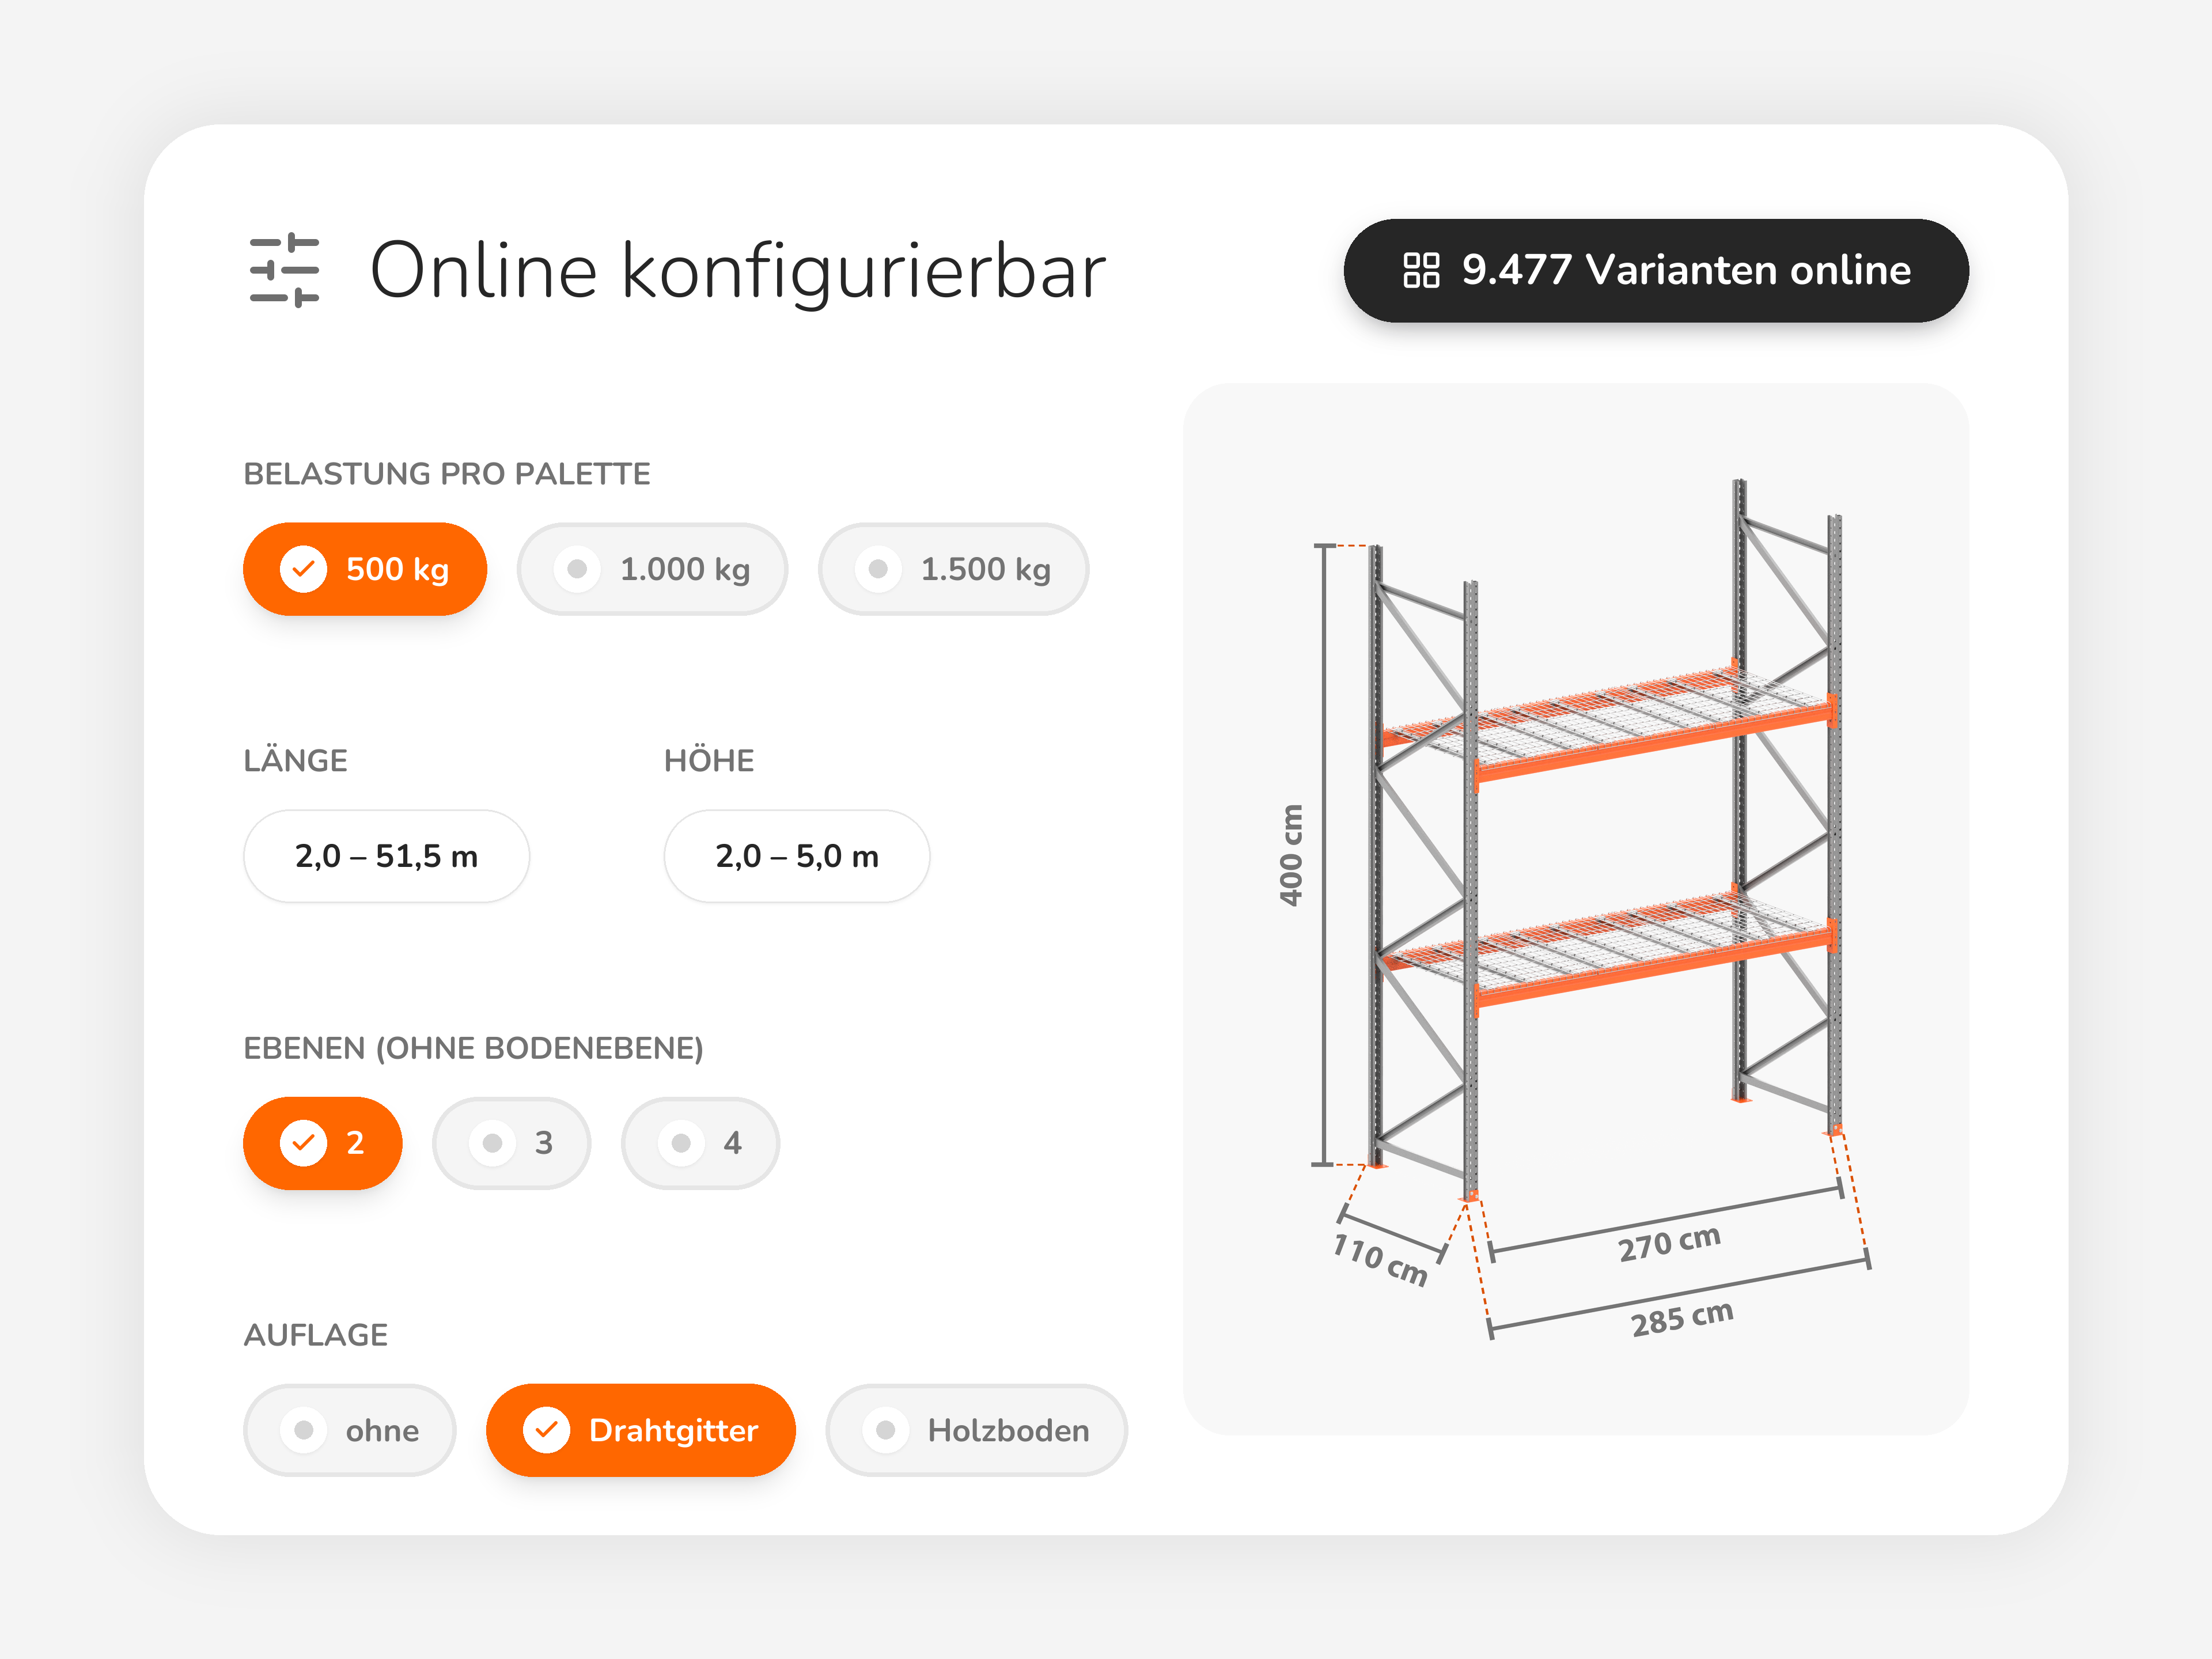 Online konfigurierbar
9.477 Varianten online
BELASTUNG PRO PALETTE
500 kg
1.000 kg
1.500 kg
LÄNGE
HÖHE
2,0 – 51,5 m
2,0 – 5,0 m
EBENEN (OHNE BODENEBENE)
2
3
4
AUFLAGE
ohne
Drahtgitter
Holzboden
400 cm
110 cm
270 cm
285 cm